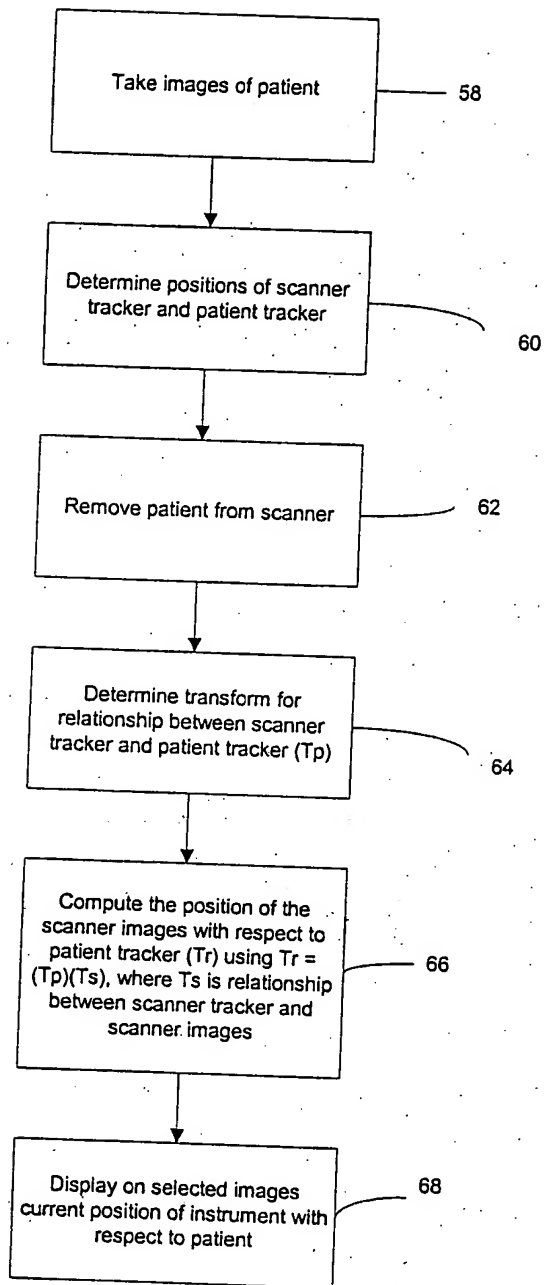 Take images of patient
58
Determine positions of scanner
tracker and patient tracker
60
Remove patient from scanner
62
Determine transform for
relationship between scanner
tracker and patient tracker (Tp)
64
Compute the position of the
scanner images with respect to
patient tracker (Tr) using Tr =
(Tp)(Ts), where Ts is relationship
between scanner tracker and
scanner images
66
Display on selected images
current position of instrument with
respect to patient
68